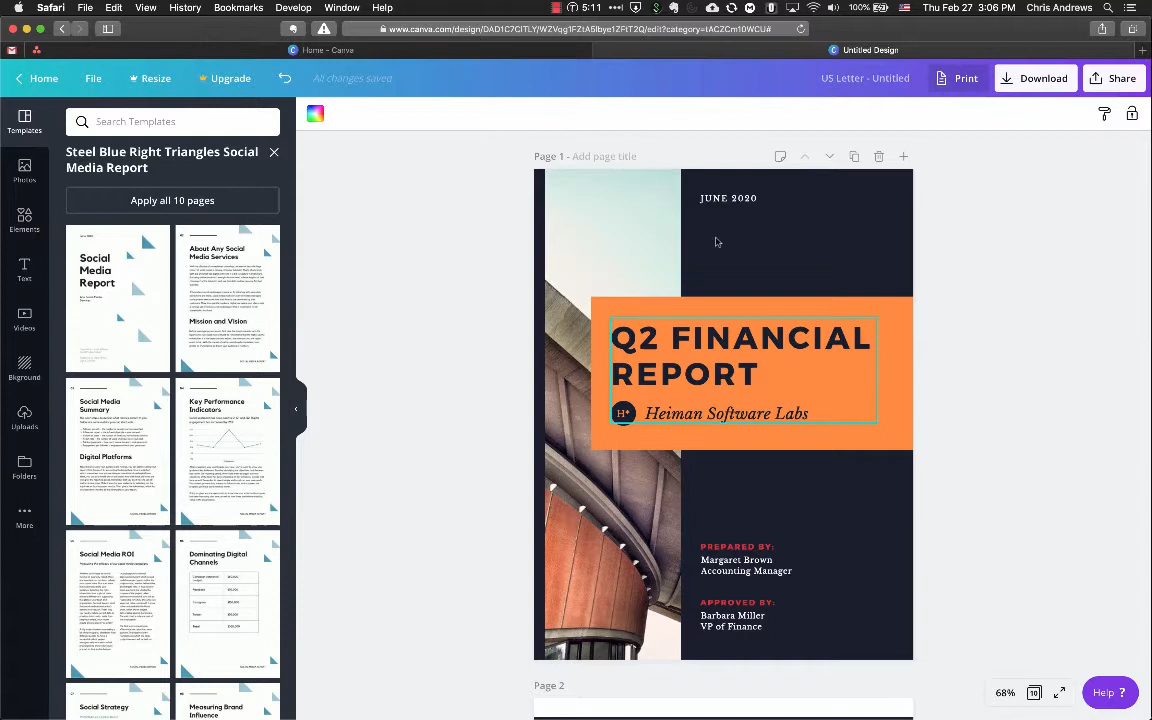 Safari File Edit View History Bookmarks Develop Window Help
5:11
100%
Thu Feb 27 3:06 PM Chris Andrews
www.canva.com/design/DAD1C7ClTLY/WZVqg1FZtA5lbye1ZFtT2Q/edit?category=tACZCm10WCU#
Home - Canva
Untitled Design
Home
File
Resize
Upgrade
All changes saved
US Letter - Untitled
Print
Download
Share
Templates
Photos
Elements
Text
Videos
Bkground
Uploads
Folders
More
Search Templates
Steel Blue Right Triangles Social
Media Report
Apply all 10 pages
Social
Media
Report
About Any Social
Media Services
Mission and Vision
Social Media
Summary
Digital Platforms
Key Performance
Indicators
Social Media ROI
Dominating Digital
Channels
Social Strategy
Measuring Brand
Influence
Page 1 - Add page title
JUNE 2020
Q2 FINANCIAL
REPORT
H*
Heiman Software Labs
PREPARED BY:
Margaret Brown
Accounting Manager
APPROVED BY:
Barbara Miller
VP of Finance
Page 2
68%
10
Help ?